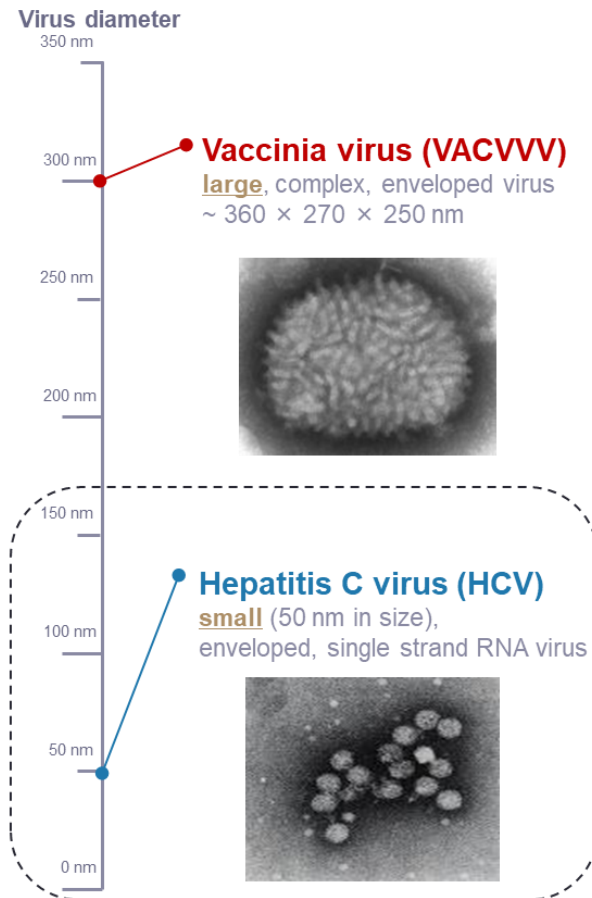 Virus diameter
350 nm
300 nm
Vaccinia virus (VACVVV)
large, complex, enveloped virus
~ 360 × 270 × 250 nm
250 nm
200 nm
150 nm
Hepatitis C virus (HCV)
small (50 nm in size),
enveloped, single strand RNA virus
100 nm
50 nm
0 nm